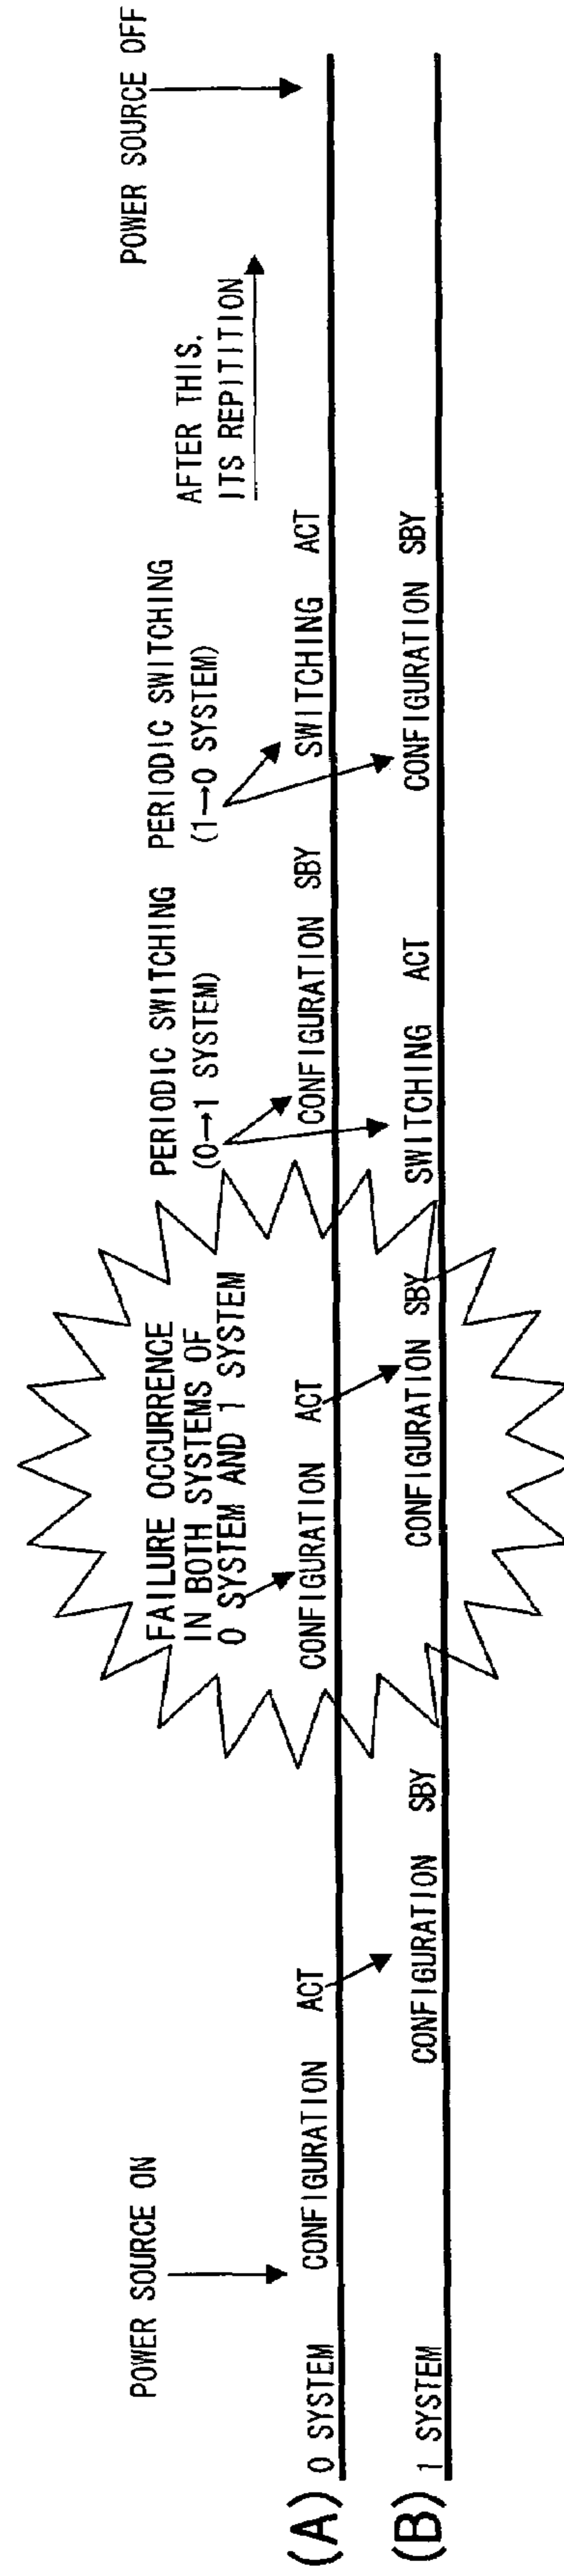 POWER SOURCE ON
POWER SOURCE OFF
FAILURE OCCURRENCE
IN BOTH SYSTEMS OF
0 SYSTEM AND 1 SYSTEM
PERIODIC SWITCHING
(0→1 SYSTEM)
PERIODIC SWITCHING
(1→0 SYSTEM)
AFTER THIS.
ITS REPITITION
(A) 0 SYSTEM CONFIGURATION ACT CONFIGURATION ACT CONFIGURATION SBY SWITCHING ACT
(B) 1 SYSTEM CONFIGURATION SBY CONFIGURATION SBY SWITCHING ACT CONFIGURATION SBY